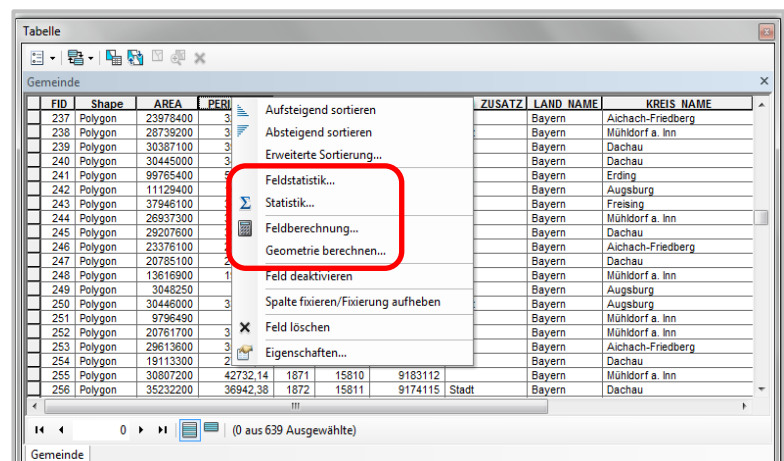 Tabelle
Gemeinde
FID Shape AREA ZUSATZ LAND_NAME KREIS_NAME
237 Polygon 23978400 Bayern Aichach-Friedberg
238 Polygon 28739200 Bayern Mühldorf a. Inn
239 Polygon 30387100 Bayern Dachau
240 Polygon 30445000 Bayern Dachau
241 Polygon 99765400 Bayern Erding
242 Polygon 11129400 Bayern Augsburg
243 Polygon 37946100 Bayern Freising
244 Polygon 26937300 Bayern Mühldorf a. Inn
245 Polygon 29207600 Bayern Dachau
246 Polygon 23376100 Bayern Aichach-Friedberg
247 Polygon 20785100 Bayern Dachau
248 Polygon 13616900 Bayern Mühldorf a. Inn
249 Polygon 3048250 Bayern Augsburg
250 Polygon 30446000 Bayern Augsburg
251 Polygon 9796490 Bayern Mühldorf a. Inn
252 Polygon 20761700 Bayern Mühldorf a. Inn
253 Polygon 29613600 Bayern Aichach-Friedberg
254 Polygon 19113300 Bayern Dachau
255 Polygon 30807200 42732,14 1871 15810 9183112 Bayern Mühldorf a. Inn
256 Polygon 35232200 36942,38 1872 15811 9174115 Stadt Bayern Dachau
Aufsteigend sortieren
Absteigend sortieren
Erweiterte Sortierung...
Feldstatistik...
Σ Statistik...
Feldberechnung...
Geometrie berechnen...
Feld deaktivieren
Spalte fixieren/Fixierung aufheben
Feld löschen
Eigenschaften...
0 (0 aus 639 Ausgewählte)
Gemeinde